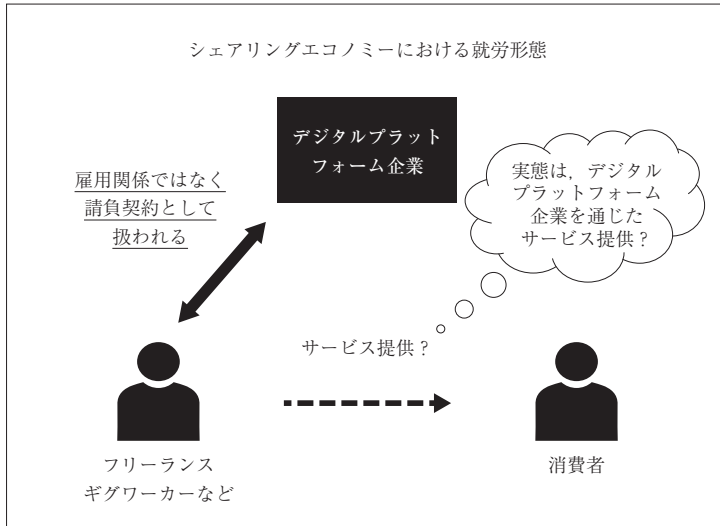 シェアリングエコノミーにおける就労形態
デジタルプラット
フォーム企業
雇用関係ではなく
請負契約として
扱われる
実態は，デジタル
プラットフォーム
企業を通じた
サービス提供？
サービス提供？
フリーランス
ギグワーカーなど
消費者